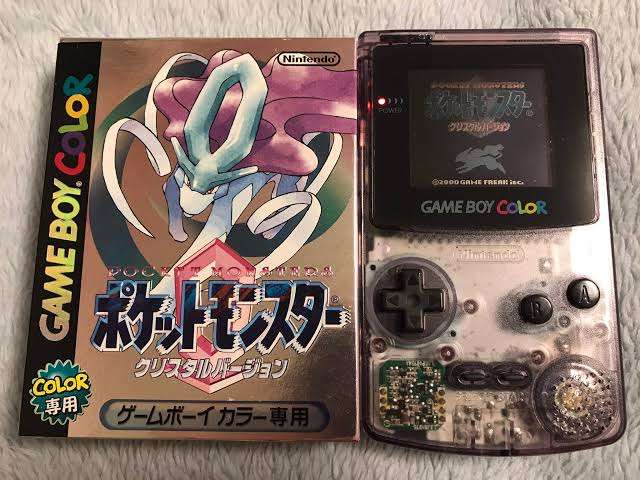 GAME BOY COLOR
COLOR
専用
Nintendo
POCKET MONSTERS
ポケットモンスター
クリスタルバージョン
ゲームボーイ カラー専用
POWER
POCKET MONSTERS
ポケットモンスター
クリスタルバージョン
©2000 GAME FREAK inc.
GAME BOY COLOR
Nintendo
B
A